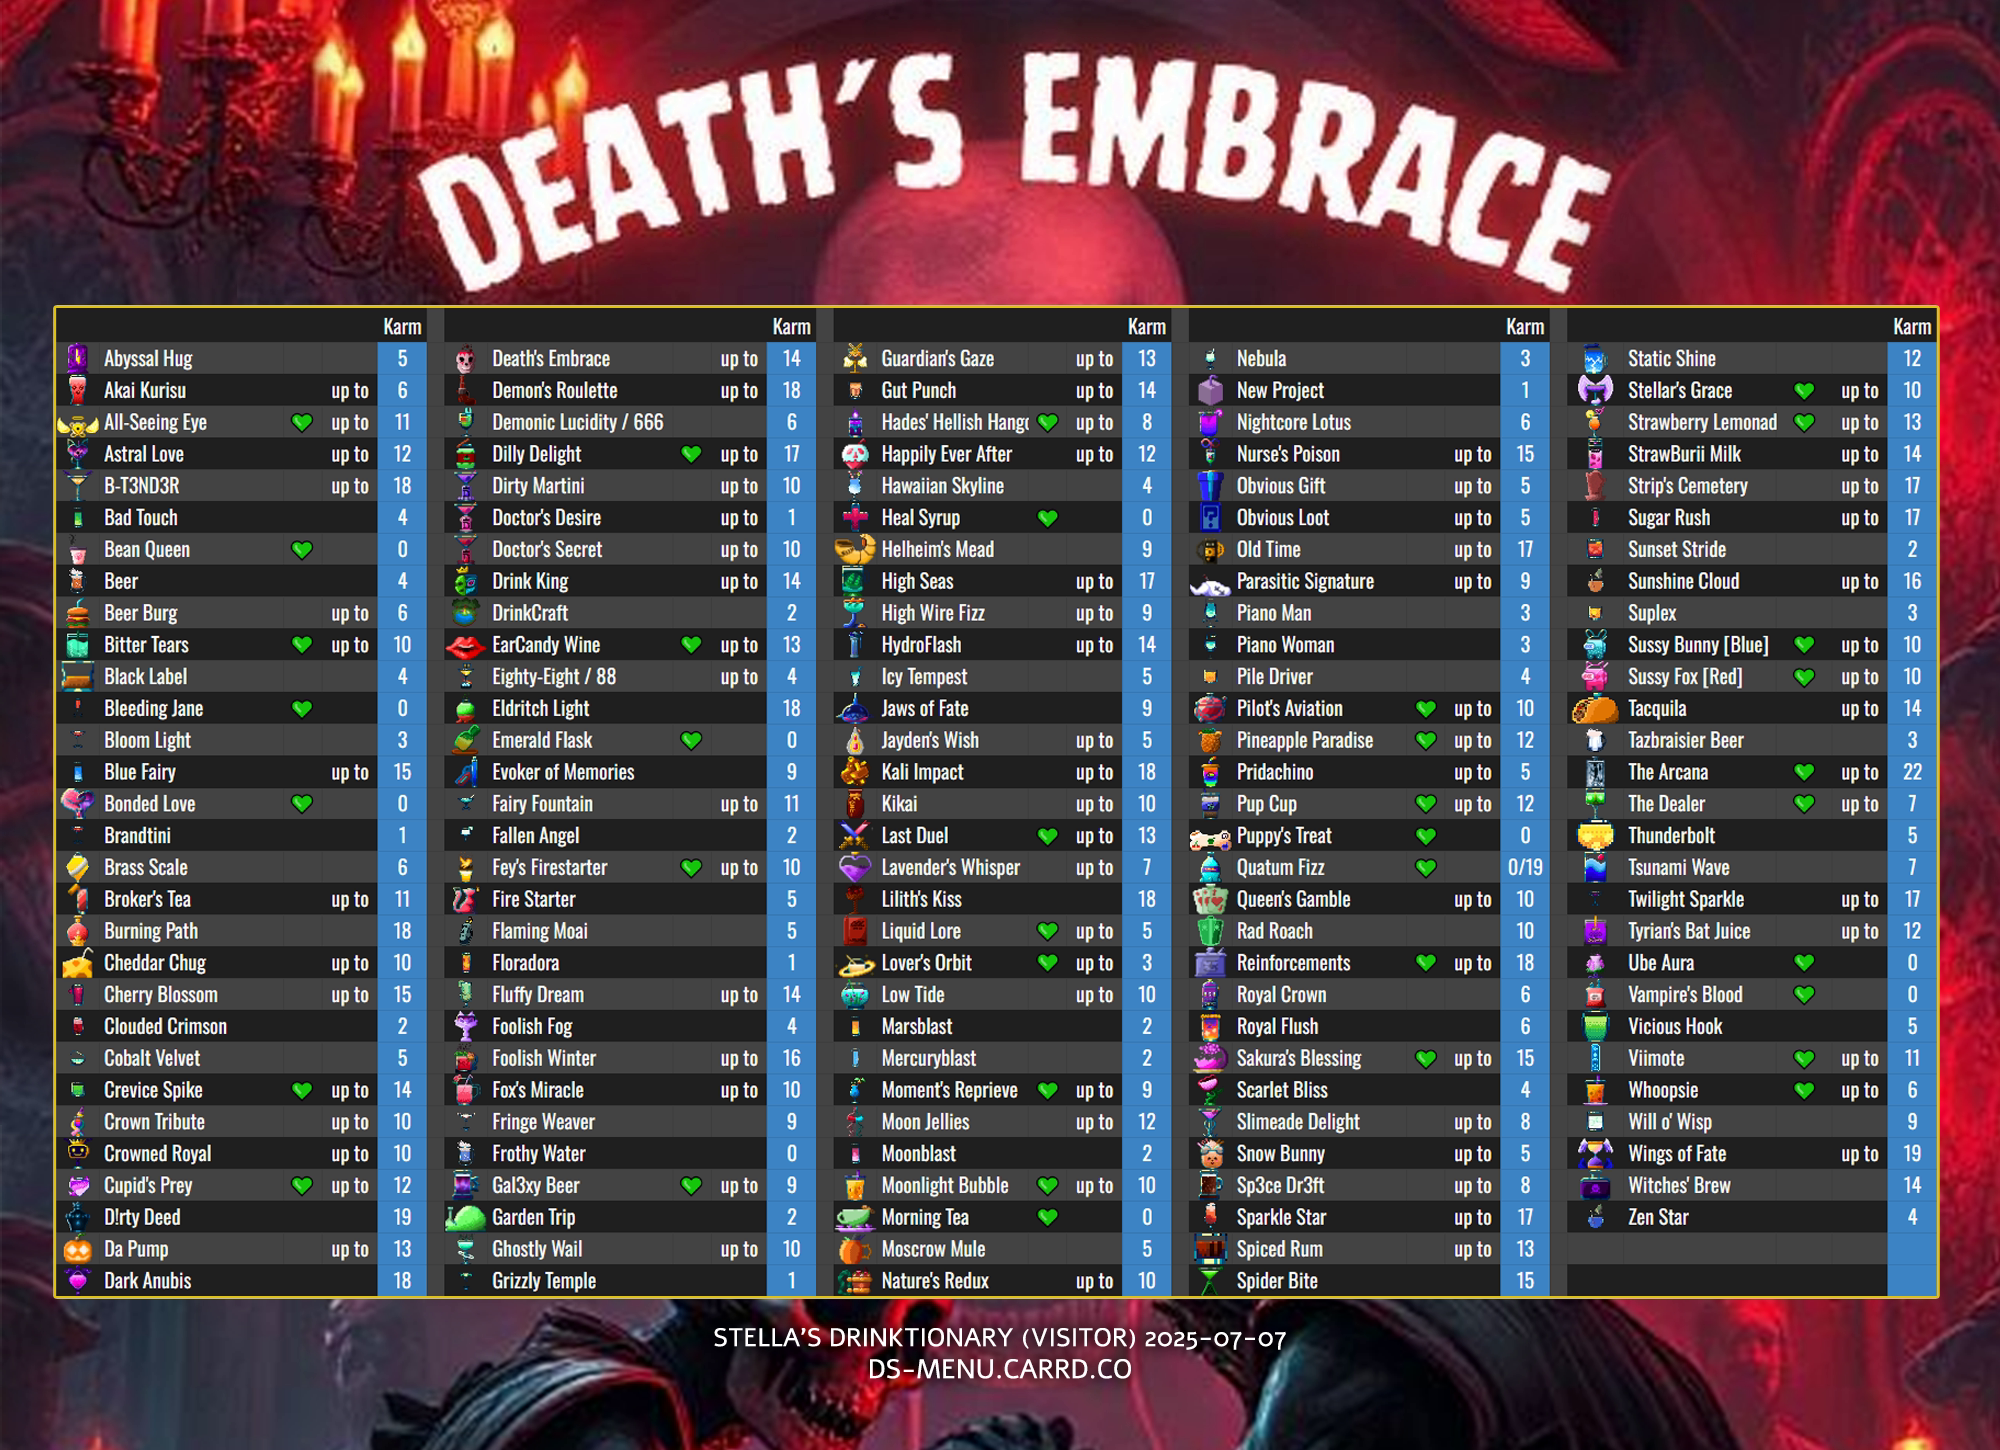 DEATH'S EMBRACE
Karm
Abyssal Hug 5
Akai Kurisu up to 6
All-Seeing Eye up to 11
Astral Love up to 12
B-T3ND3R up to 18
Bad Touch 4
Bean Queen 0
Beer 4
Beer Burg up to 6
Bitter Tears up to 10
Black Label 4
Bleeding Jane 0
Bloom Light 3
Blue Fairy up to 15
Bonded Love 0
Brandtini 1
Brass Scale 6
Broker's Tea up to 11
Burning Path 18
Cheddar Chug up to 10
Cherry Blossom up to 15
Clouded Crimson 2
Cobalt Velvet 5
Crevice Spike up to 14
Crown Tribute up to 10
Crowned Royal up to 10
Cupid's Prey up to 12
D!rty Deed 19
Da Pump up to 13
Dark Anubis 18
Karm
Death's Embrace up to 14
Demon's Roulette up to 18
Demonic Lucidity / 666 6
Dilly Delight up to 17
Dirty Martini up to 10
Doctor's Desire up to 1
Doctor's Secret up to 10
Drink King up to 14
DrinkCraft 2
EarCandy Wine up to 13
Eighty-Eight / 88 up to 4
Eldritch Light 18
Emerald Flask 0
Evoker of Memories 9
Fairy Fountain up to 11
Fallen Angel 2
Fey's Firestarter up to 10
Fire Starter 5
Flaming Moai 5
Floradora 1
Fluffy Dream up to 14
Foolish Fog 4
Foolish Winter up to 16
Fox's Miracle up to 10
Fringe Weaver 9
Frothy Water 0
Gal3xy Beer up to 9
Garden Trip 2
Ghostly Wail up to 10
Grizzly Temple 1
Karm
Guardian's Gaze up to 13
Gut Punch up to 14
Hades' Hellish Hang up to 8
Happily Ever After up to 12
Hawaiian Skyline 4
Heal Syrup 0
Helheim's Mead 9
High Seas up to 17
High Wire Fizz up to 9
HydroFlash up to 14
Icy Tempest 5
Jaws of Fate 9
Jayden's Wish up to 5
Kali Impact up to 18
Kikai up to 10
Last Duel up to 13
Lavender's Whisper up to 7
Lilith's Kiss 18
Liquid Lore up to 5
Lover's Orbit up to 3
Low Tide up to 10
Marsblast 2
Mercuryblast 2
Moment's Reprieve up to 9
Moon Jellies up to 12
Moonblast 2
Moonlight Bubble up to 10
Morning Tea 0
Moscrow Mule 5
Nature's Redux up to 10
Karm
Nebula 3
New Project 1
Nightcore Lotus 6
Nurse's Poison up to 15
Obvious Gift up to 5
Obvious Loot up to 5
Old Time up to 17
Parasitic Signature up to 9
Piano Man 3
Piano Woman 3
Pile Driver 4
Pilot's Aviation up to 10
Pineapple Paradise up to 12
Pridachino up to 5
Pup Cup up to 12
Puppy's Treat 0
Quatum Fizz 0/19
Queen's Gamble up to 10
Rad Roach 10
Reinforcements up to 18
Royal Crown 6
Royal Flush 6
Sakura's Blessing up to 15
Scarlet Bliss 4
Slimeade Delight up to 8
Snow Bunny up to 5
Sp3ce Dr3ft up to 8
Sparkle Star up to 17
Spiced Rum up to 13
Spider Bite 15
Karm
Static Shine 12
Stellar's Grace up to 10
Strawberry Lemonad up to 13
StrawBurii Milk up to 14
Strip's Cemetery up to 17
Sugar Rush up to 17
Sunset Stride 2
Sunshine Cloud up to 16
Suplex 3
Sussy Bunny [Blue] up to 10
Sussy Fox [Red] up to 10
Tacquila up to 14
Tazbraisier Beer 3
The Arcana up to 22
The Dealer up to 7
Thunderbolt 5
Tsunami Wave 7
Twilight Sparkle up to 17
Tyrian's Bat Juice up to 12
Ube Aura 0
Vampire's Blood 0
Vicious Hook 5
Viimote up to 11
Whoopsie up to 6
Will o' Wisp 9
Wings of Fate up to 19
Witches' Brew 14
Zen Star 4
STELLA'S DRINKTIONARY (VISITOR) 2025-07-07
DS-MENU.CARRD.CO